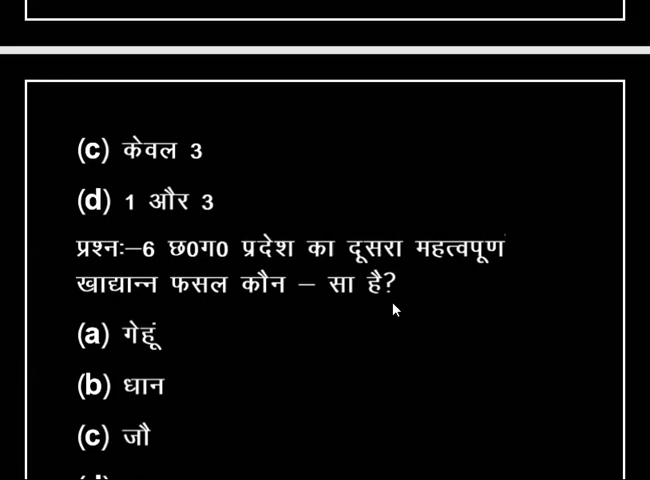 (c) केवल 3
(d) 1 और 3
प्रश्नः–6 छ0ग0 प्रदेश का दूसरा महत्वपूण
खाद्यान्न फसल कौन – सा है?
(a) गेहूं
(b) धान
(c) जौ